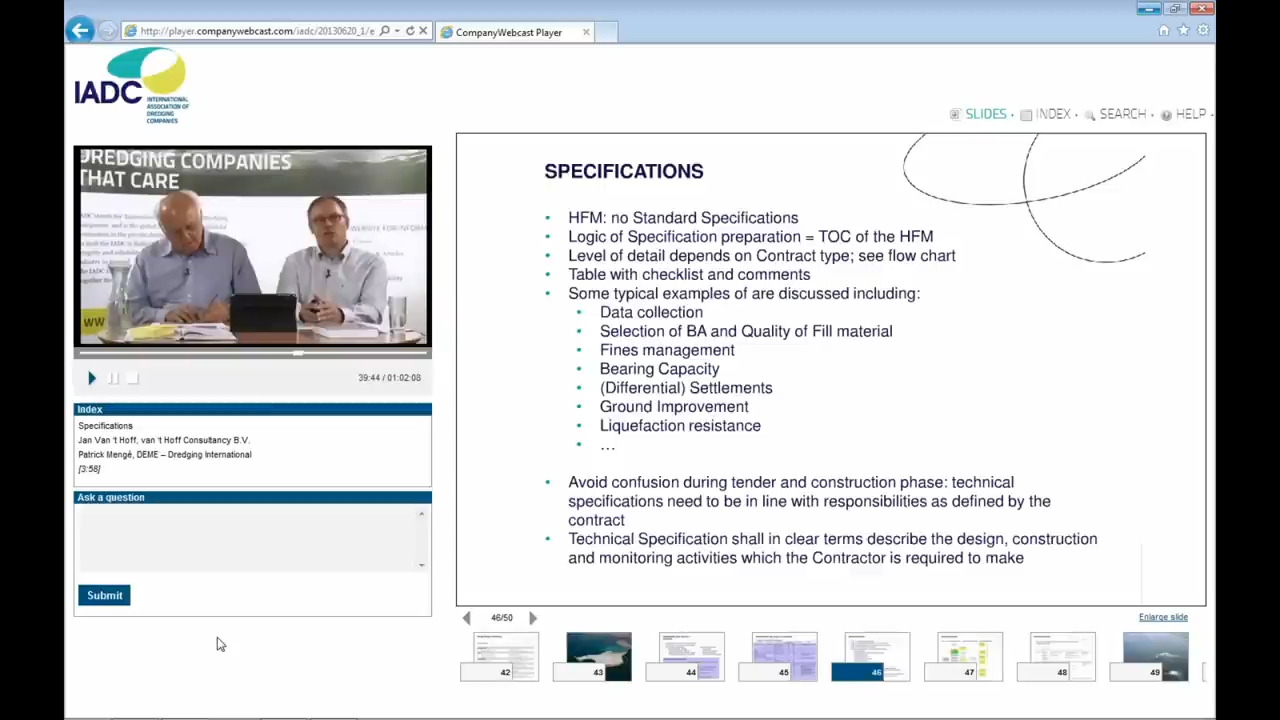 http://player.companywebcast.com/iadc/20130620_1/e
CompanyWebcast Player
IADC
INTERNATIONAL
ASSOCIATION OF
DREDGING
COMPANIES
SLIDES
INDEX
SEARCH
HELP
DREDGING COMPANIES
THAT CARE
WW
39:44 / 01:02:08
Index
Specifications
Jan Van 't Hoff, van 't Hoff Consultancy B.V.
Patrick Mengé, DEME – Dredging International
[3:58]
Ask a question
Submit
SPECIFICATIONS
• HFM: no Standard Specifications
• Logic of Specification preparation = TOC of the HFM
• Level of detail depends on Contract type; see flow chart
• Table with checklist and comments
• Some typical examples of are discussed including:
• Data collection
• Selection of BA and Quality of Fill material
• Fines management
• Bearing Capacity
• (Differential) Settlements
• Ground Improvement
• Liquefaction resistance
• …
• Avoid confusion during tender and construction phase: technical
specifications need to be in line with responsibilities as defined by the
contract
• Technical Specification shall in clear terms describe the design, construction
and monitoring activities which the Contractor is required to make
46/50
Enlarge slide
42
43
44
45
46
47
48
49